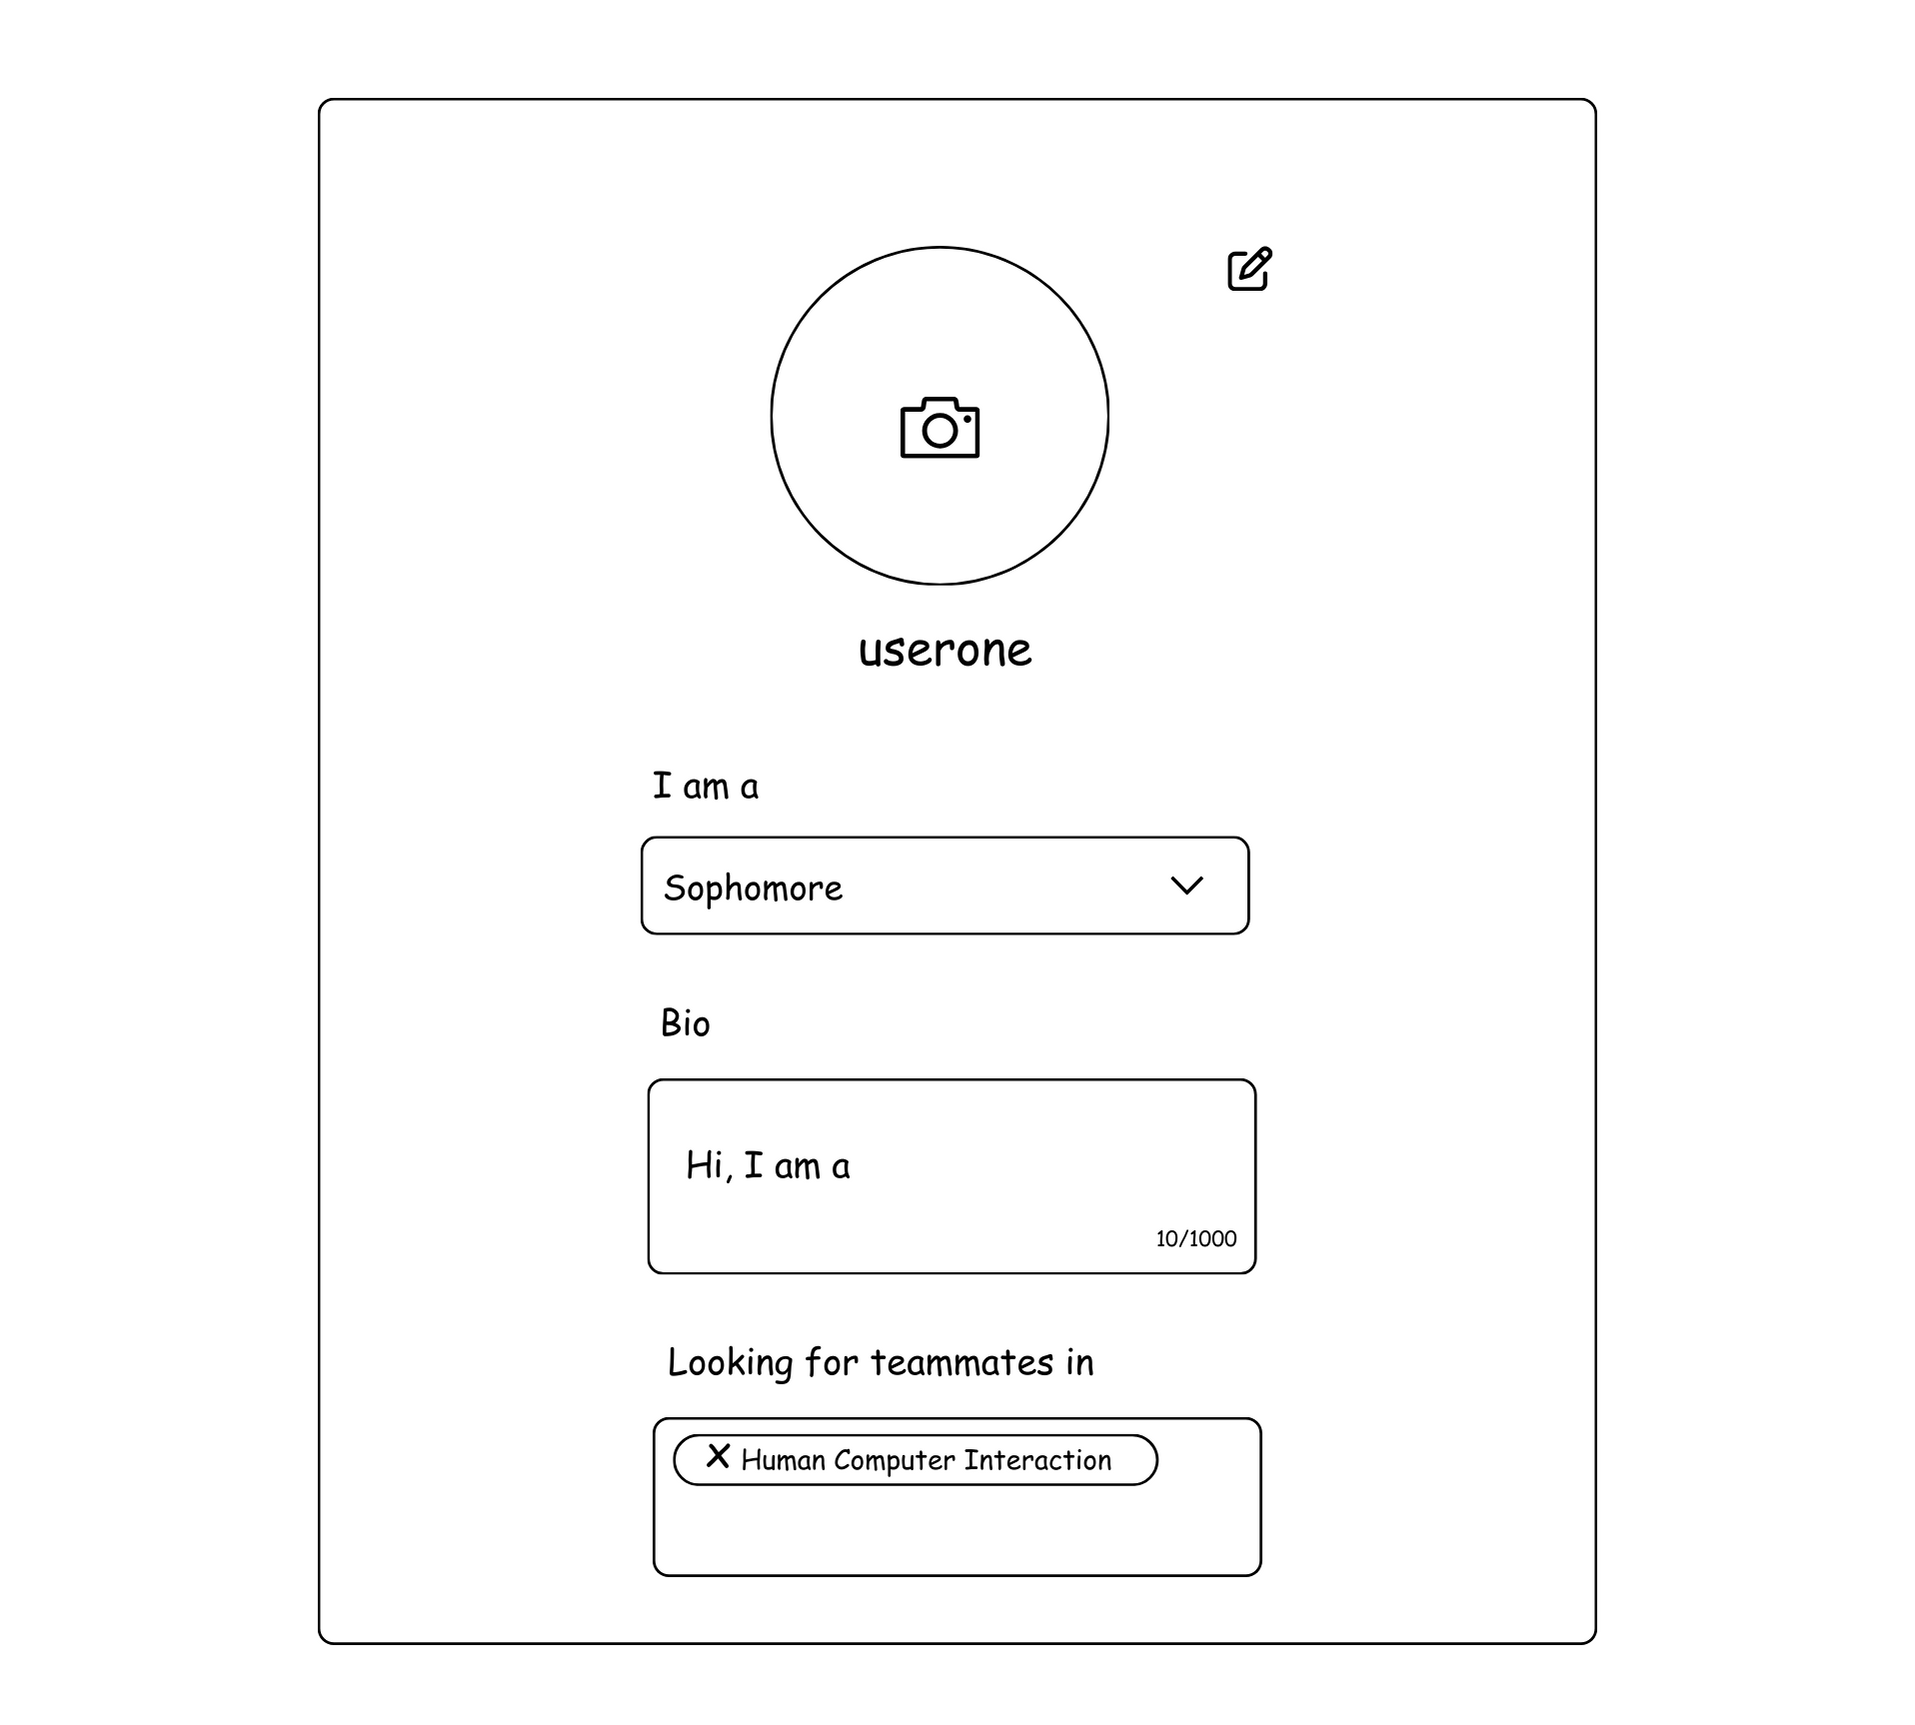 userone
I am a
Sophomore
Bio
Hi, I am a
10/1000
Looking for teammates in
Human Computer Interaction